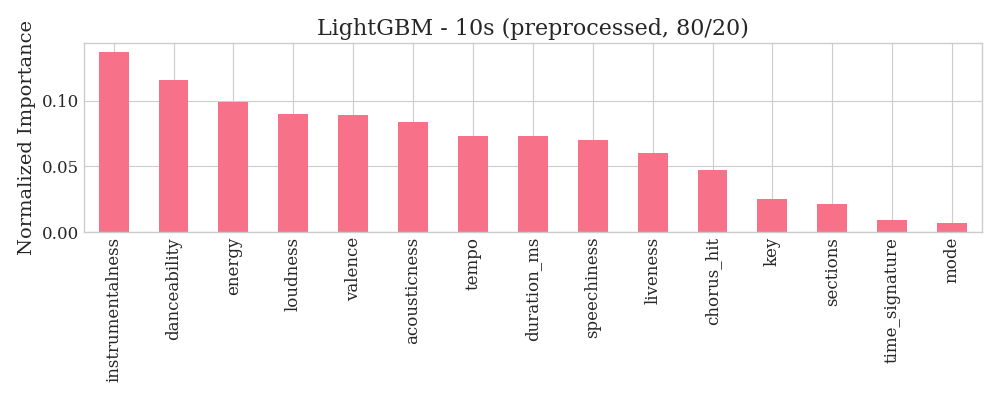 LightGBM - 10s (preprocessed, 80/20)
Normalized Importance
0.10
0.05
0.00
instrumentalness
danceability
energy
loudness
valence
acousticness
tempo
duration_ms
speechiness
liveness
chorus_hit
key
sections
time_signature
mode